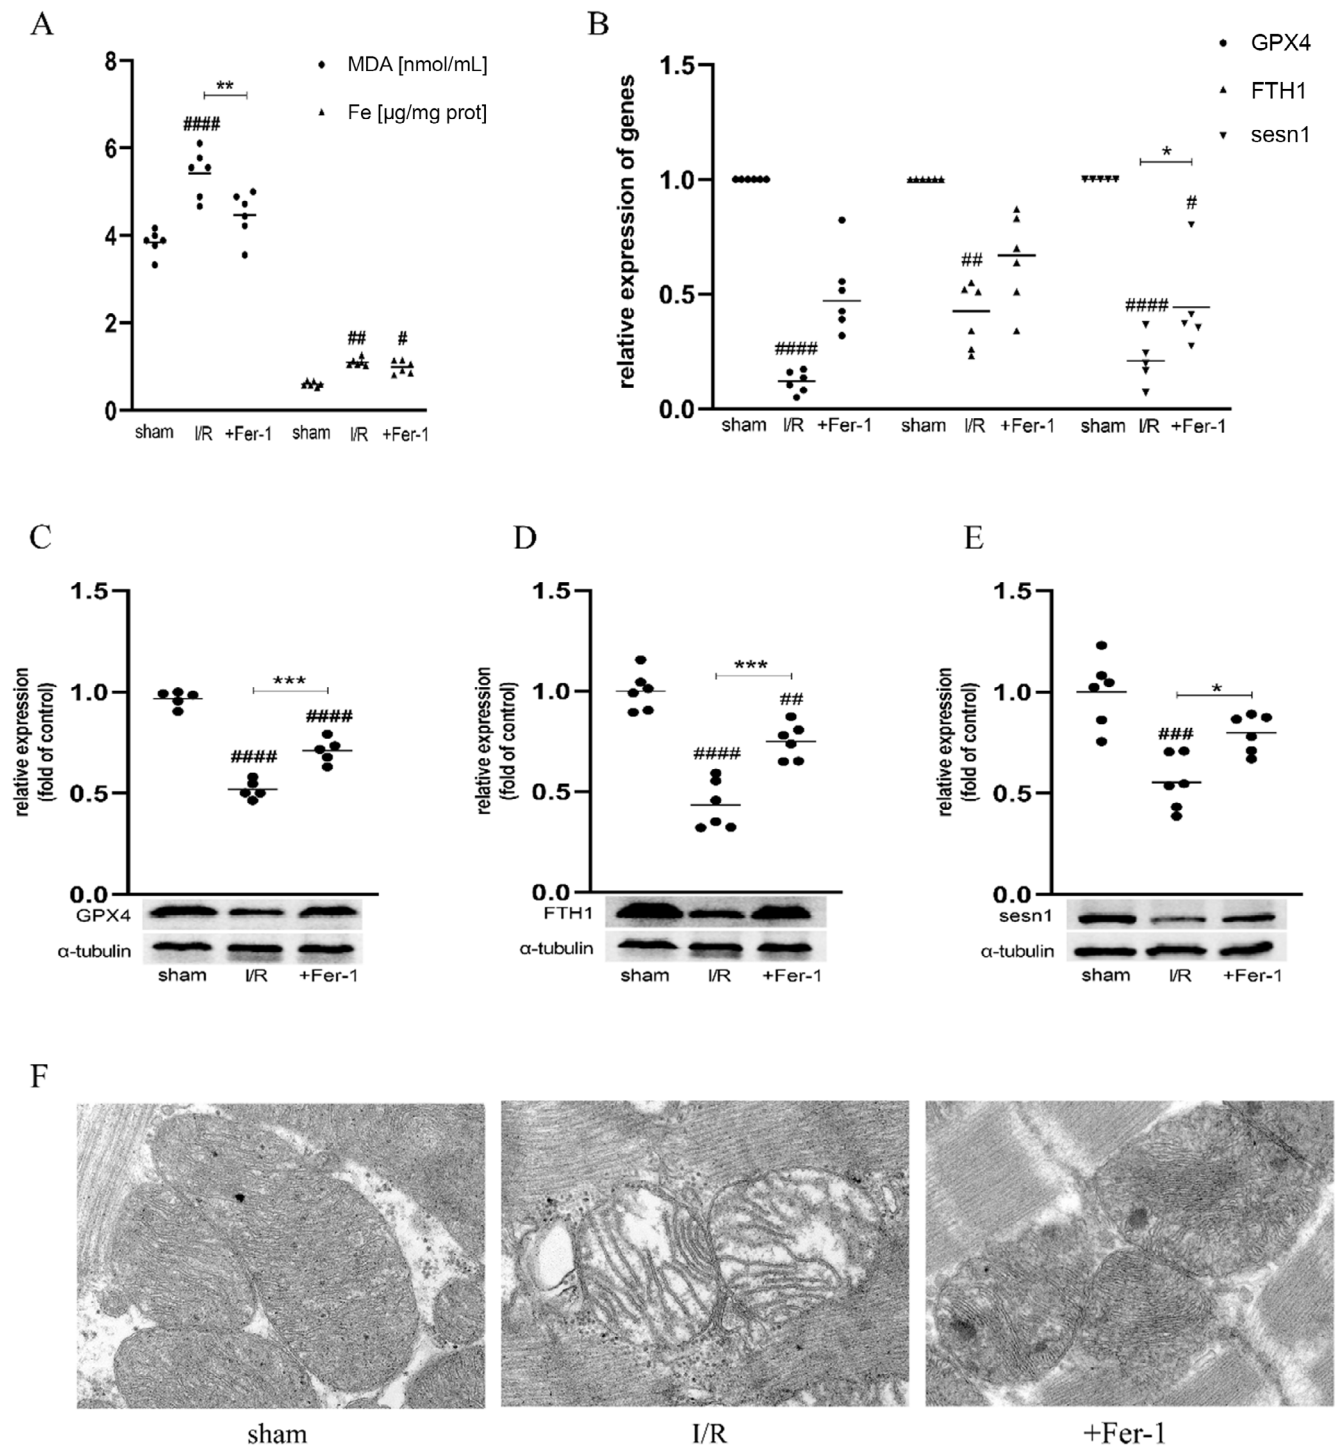 A
8
6
4
2
0
MDA [nmol/mL]
Fe [µg/mg prot]
**
####
##
#
sham I/R +Fer-1 sham I/R +Fer-1
B
relative expression of genes
1.5
1.0
0.5
0.0
GPX4
FTH1
sesn1
####
##
####
*
#
sham I/R +Fer-1 sham I/R +Fer-1 sham I/R +Fer-1
C
relative expression
(fold of control)
1.5
1.0
0.5
0.0
***
####
####
GPX4
α-tubulin
sham I/R +Fer-1
D
relative expression
(fold of control)
1.5
1.0
0.5
0.0
***
##
####
FTH1
α-tubulin
sham I/R +Fer-1
E
relative expression
(fold of control)
1.5
1.0
0.5
0.0
*
###
sesn1
α-tubulin
sham I/R +Fer-1
F
sham
I/R
+Fer-1